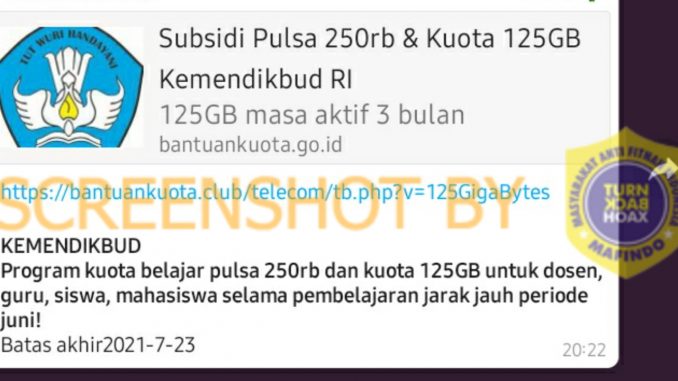 TUT WURI HANDAYANI
Subsidi Pulsa 250rb & Kuota 125GB
Kemendikbud RI
125GB masa aktif 3 bulan
bantuankuota.go.id
https://bantuankuota.club/telecom/tb.php?v=125GigaBytes
SCREENSHOT BY
MASYARAKAT ANTI FITNAH
TURN
BACK
HOAX
MAFINDO
KEMENDIKBUD
Program kuota belajar pulsa 250rb dan kuota 125GB untuk dosen,
guru, siswa, mahasiswa selama pembelajaran jarak jauh periode
juni!
Batas akhir2021-7-23
20:22